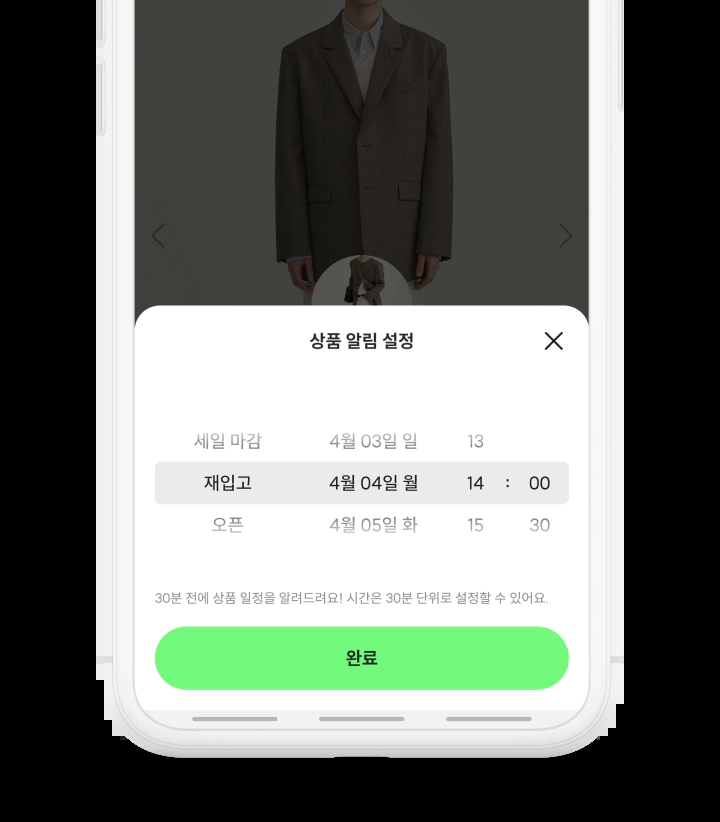 상품 알림 설정
세일 마감 4월 03일 일 13
재입고 4월 04일 월 14 : 00
오픈 4월 05일 화 15 30
30분 전에 상품 일정을 알려드려요! 시간은 30분 단위로 설정할 수 있어요.
완료